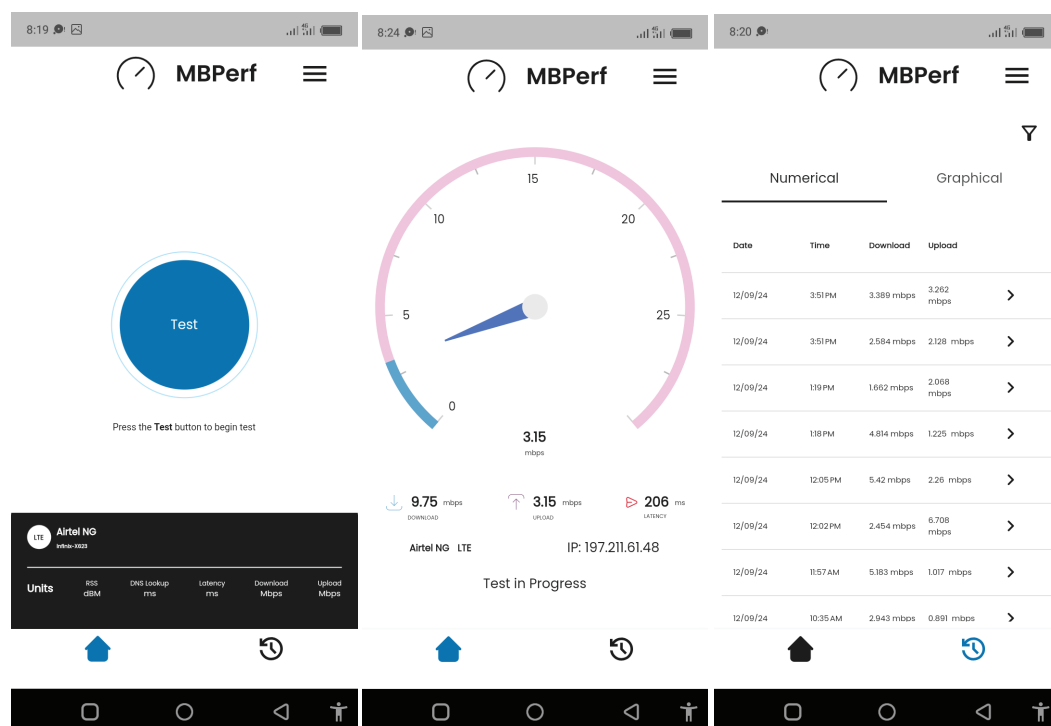 8:19
4G
MBPerf
Test
Press the Test button to begin test
LTE
Airtel NG
Infinix-X623
Units
RSS DNS Lookup Latency Download Upload
dBM ms ms Mbps Mbps
8:24
4G
MBPerf
15
10 20
5 25
0
3.15
mbps
9.75 mbps 3.15 mbps 206 ms
DOWNLOAD UPLOAD LATENCY
Airtel NG LTE IP: 197.211.61.48
Test in Progress
8:20
4G
MBPerf
Numerical Graphical
Date Time Download Upload
12/09/24 3:51 PM 3.389 mbps 3.262 mbps
12/09/24 3:51 PM 2.584 mbps 2.128 mbps
12/09/24 1:19 PM 1.662 mbps 2.068 mbps
12/09/24 1:18 PM 4.814 mbps 1.225 mbps
12/09/24 12:05 PM 5.42 mbps 2.26 mbps
12/09/24 12:02 PM 2.454 mbps 6.708 mbps
12/09/24 11:57 AM 5.183 mbps 1.017 mbps
12/09/24 10:35 AM 2.943 mbps 0.891 mbps